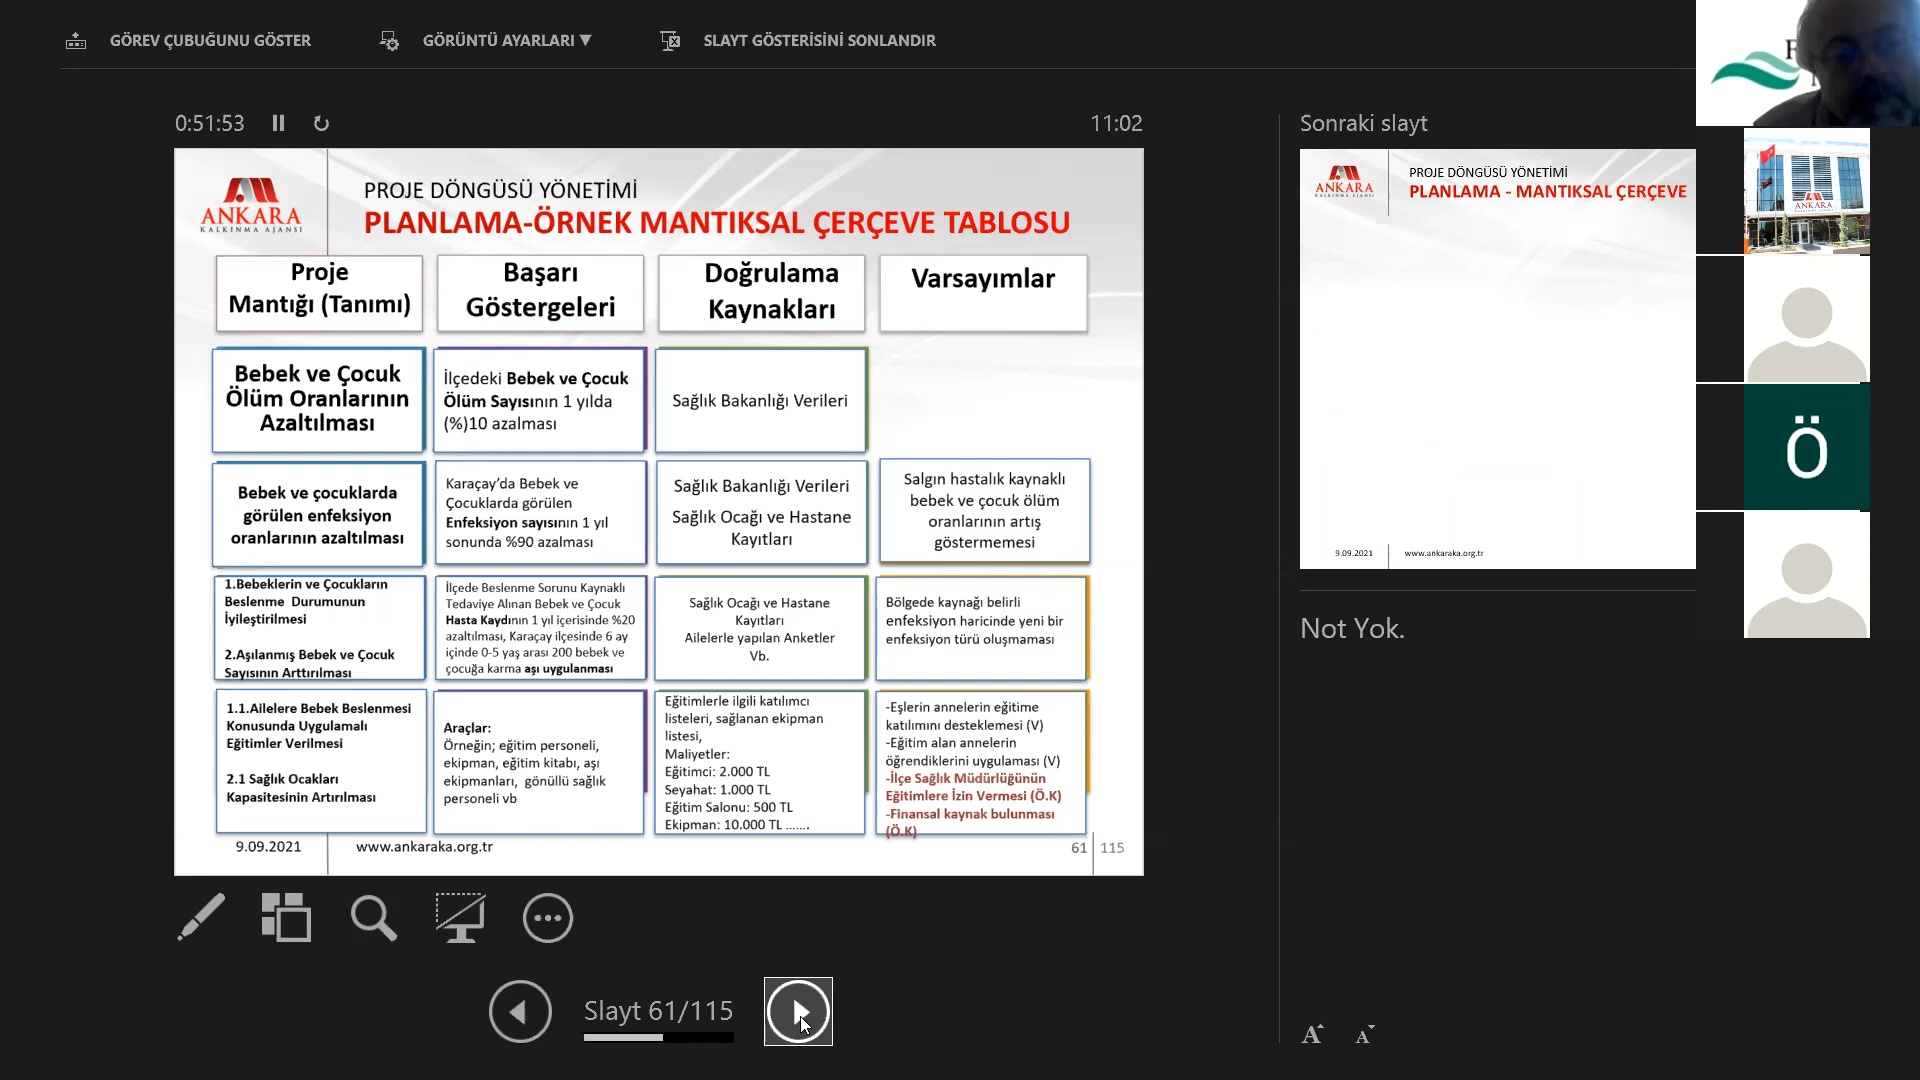 GÖREV ÇUBUĞUNU GÖSTER
GÖRÜNTÜ AYARLARI ▼
SLAYT GÖSTERİSİNİ SONLANDIR
0:51:53
11:02
ANKARA
KALKINMA AJANSI
PROJE DÖNGÜSÜ YÖNETİMİ
PLANLAMA-ÖRNEK MANTIKSAL ÇERÇEVE TABLOSU
Proje
Mantığı (Tanımı)
Başarı
Göstergeleri
Doğrulama
Kaynakları
Varsayımlar
Bebek ve Çocuk
Ölüm Oranlarının
Azaltılması
İlçedeki Bebek ve Çocuk
Ölüm Sayısının 1 yılda
(%)10 azalması
Sağlık Bakanlığı Verileri
Bebek ve çocuklarda
görülen enfeksiyon
oranlarının azaltılması
Karaçay’da Bebek ve
Çocuklarda görülen
Enfeksiyon sayısının 1 yıl
sonunda %90 azalması
Sağlık Bakanlığı Verileri
Sağlık Ocağı ve Hastane
Kayıtları
Salgın hastalık kaynaklı
bebek ve çocuk ölüm
oranlarının artış
göstermemesi
1.Bebeklerin ve Çocukların
Beslenme Durumunun
İyileştirilmesi
2.Aşılanmış Bebek ve Çocuk
Sayısının Arttırılması
İlçede Beslenme Sorunu Kaynaklı
Tedaviye Alınan Bebek ve Çocuk
Hasta Kaydının 1 yıl içerisinde %20
azaltılması, Karaçay ilçesinde 6 ay
içinde 0-5 yaş arası 200 bebek ve
çocuğa karma aşı uygulanması
Sağlık Ocağı ve Hastane
Kayıtları
Ailelerle yapılan Anketler
Vb.
Bölgede kaynağı belirli
enfeksiyon haricinde yeni bir
enfeksiyon türü oluşmaması
1.1.Ailelere Bebek Beslenmesi
Konusunda Uygulamalı
Eğitimler Verilmesi
2.1 Sağlık Ocakları
Kapasitesinin Artırılması
Araçlar:
Örneğin; eğitim personeli,
ekipman, eğitim kitabı, aşı
ekipmanları, gönüllü sağlık
personeli vb
Eğitimlerle ilgili katılımcı
listeleri, sağlanan ekipman
listesi,
Maliyetler:
Eğitimci: 2.000 TL
Seyahat: 1.000 TL
Eğitim Salonu: 500 TL
Ekipman: 10.000 TL …….
-Eşlerin annelerin eğitime
katılımını desteklemesi (V)
-Eğitim alan annelerin
öğrendiklerini uygulaması (V)
-İlçe Sağlık Müdürlüğünün
Eğitimlere İzin Vermesi (Ö.K)
-Finansal kaynak bulunması
(Ö.K)
9.09.2021
www.ankaraka.org.tr
61
115
Slayt 61/115
Sonraki slayt
ANKARA
KALKINMA AJANSI
PROJE DÖNGÜSÜ YÖNETİMİ
PLANLAMA - MANTIKSAL ÇERÇEVE
9.09.2021
www.ankaraka.org.tr
Not Yok.
A
A
ANKARA
Ö